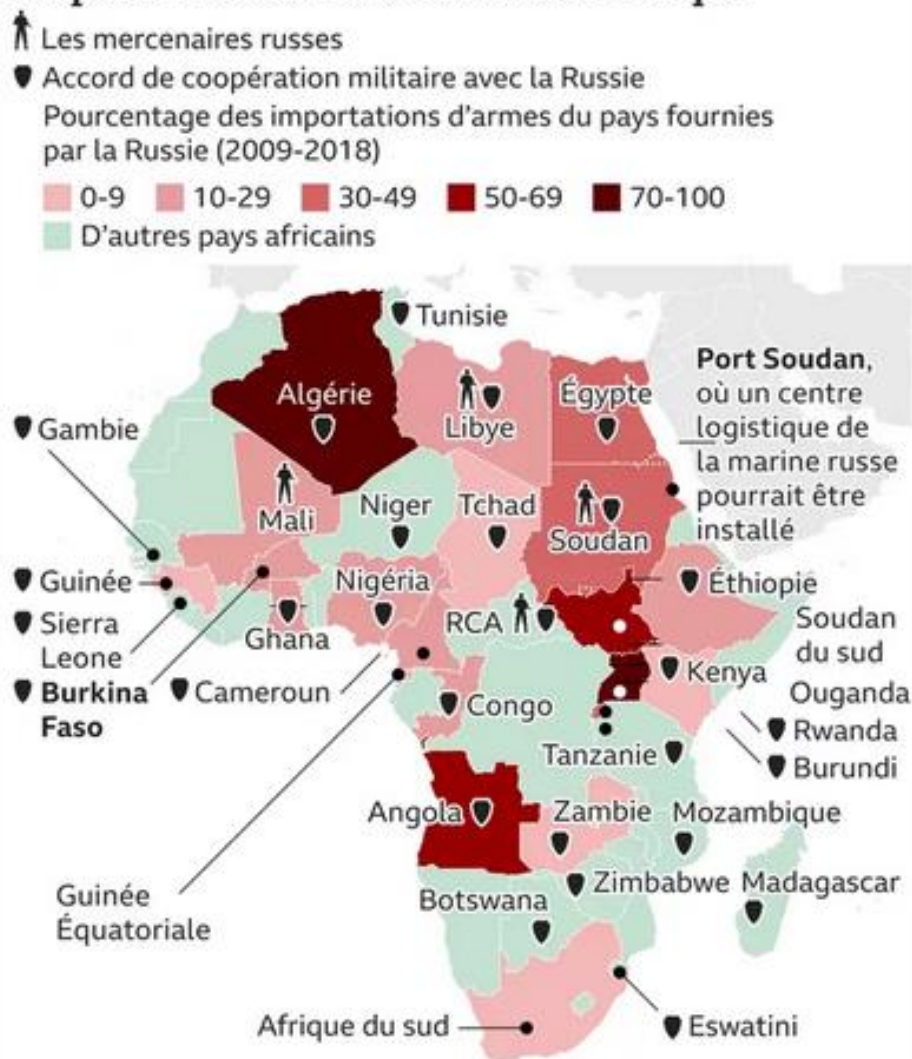 Les mercenaires russes
Accord de coopération militaire avec la Russie
Pourcentage des importations d'armes du pays fournies
par la Russie (2009-2018)
0-9 10-29 30-49 50-69 70-100
D'autres pays africains
Tunisie
Port Soudan,
où un centre
logistique de
la marine russe
pourrait être
installé
Algérie
Libye
Égypte
Gambie
Mali
Niger
Tchad
Soudan
Guinée
Nigéria
Éthiopie
Sierra
Leone
Ghana
RCA
Soudan
du sud
Burkina
Faso
Cameroun
Congo
Kenya
Ouganda
Rwanda
Tanzanie
Burundi
Angola
Zambie
Mozambique
Guinée
Équatoriale
Botswana
Zimbabwe
Madagascar
Afrique du sud
Eswatini